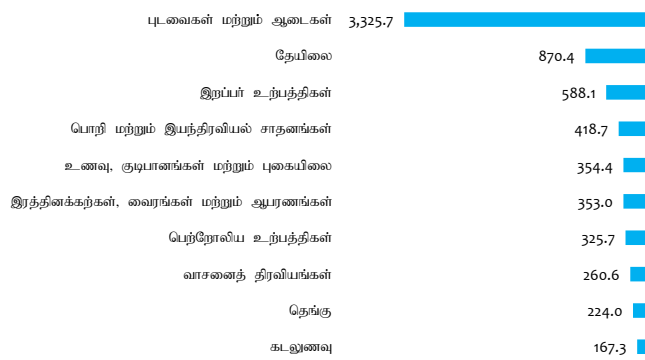 புடவைகள் மற்றும் ஆடைகள் 3,325.7
தேயிலை 870.4
இறப்பர் உற்பத்திகள் 588.1
பொறி மற்றும் இயந்திரவியல் சாதனங்கள் 418.7
உணவு, குடிபானங்கள் மற்றும் புகையிலை 354.4
இரத்தினக்கற்கள், வைரங்கள் மற்றும் ஆபரணங்கள் 353.0
பெற்றோலிய உற்பத்திகள் 325.7
வாசனைத் திரவியங்கள் 260.6
தெங்கு 224.0
கடலுணவு 167.3